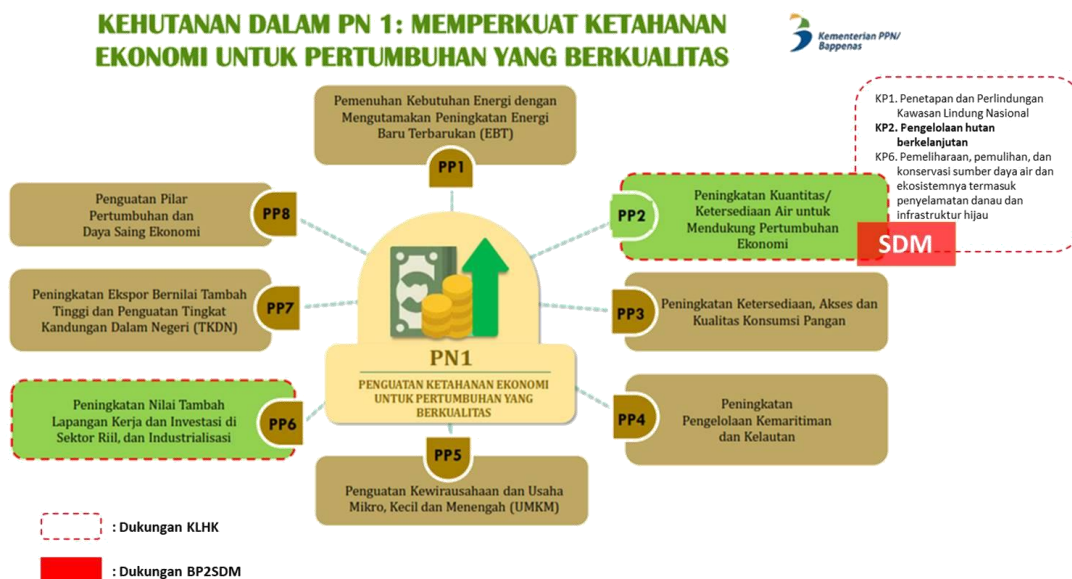 KEHUTANAN DALAM PN 1: MEMPERKUAT KETAHANAN
EKONOMI UNTUK PERTUMBUHAN YANG BERKUALITAS
Kementerian PPN/
Bappenas
Pemenuhan Kebutuhan Energi dengan
Mengutamakan Peningkatan Energi
Baru Terbarukan (EBT)
PP1
KP1. Penetapan dan Perlindungan
Kawasan Lindung Nasional
KP2. Pengelolaan hutan
berkelanjutan
KP6. Pemeliharaan, pemulihan, dan
konservasi sumber daya air dan
ekosistemnya termasuk
penyelamatan danau dan
infrastruktur hijau
SDM
PP2
Peningkatan Kuantitas/
Ketersediaan Air untuk
Mendukung Pertumbuhan
Ekonomi
PP3
Peningkatan Ketersediaan, Akses dan
Kualitas Konsumsi Pangan
PP4
Peningkatan
Pengelolaan Kemaritiman
dan Kelautan
PP5
Penguatan Kewirausahaan dan Usaha
Mikro, Kecil dan Menengah (UMKM)
Peningkatan Nilai Tambah
Lapangan Kerja dan Investasi di
Sektor Riil, dan Industrialisasi
PP6
Peningkatan Ekspor Bernilai Tambah
Tinggi dan Penguatan Tingkat
Kandungan Dalam Negeri (TKDN)
PP7
Penguatan Pilar
Pertumbuhan dan
Daya Saing Ekonomi
PP8
PN1
PENGUATAN KETAHANAN EKONOMI
UNTUK PERTUMBUHAN YANG
BERKUALITAS
: Dukungan KLHK
: Dukungan BP2SDM